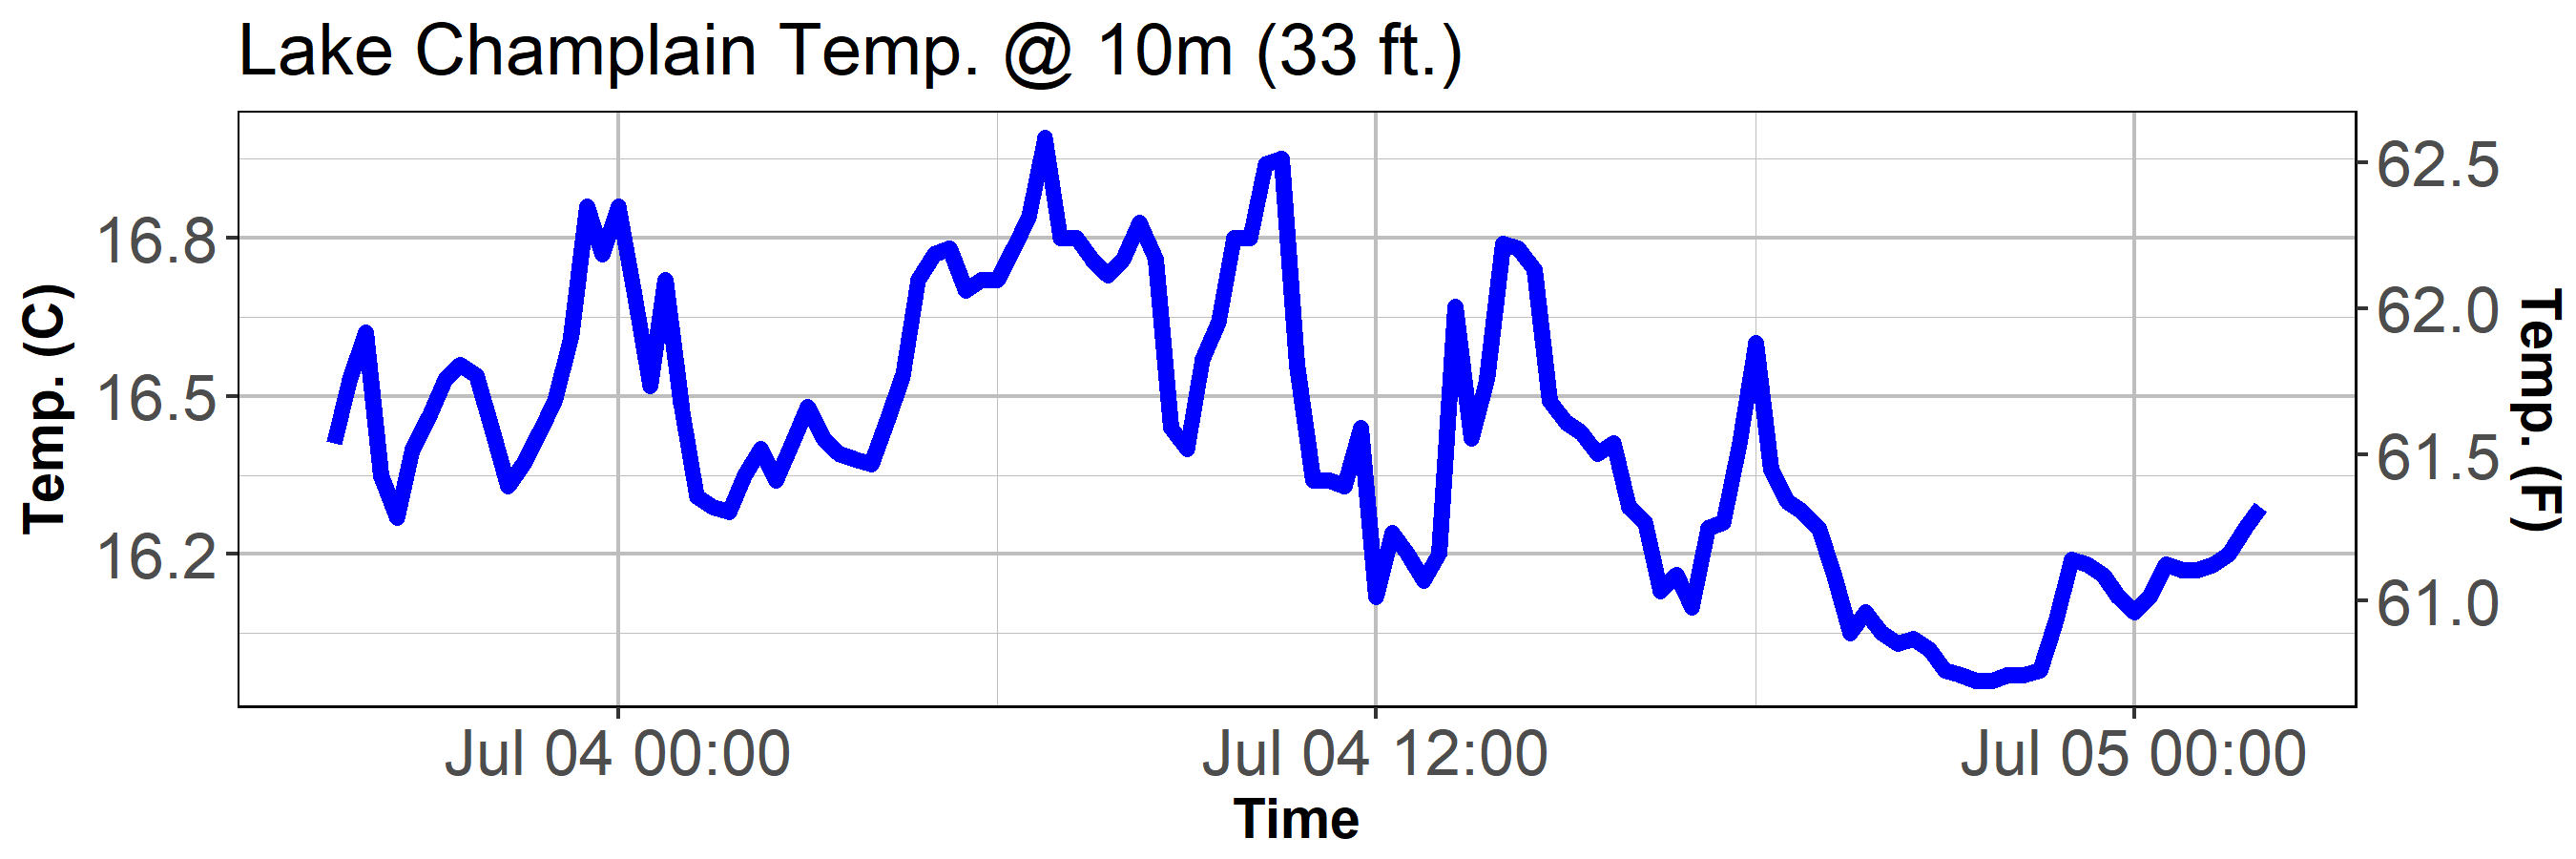 Lake Champlain Temp. @ 10m (33 ft.)
Temp. (C)
16.8
16.5
16.2
62.5
62.0
61.5
61.0
Temp. (F)
Jul 04 00:00
Jul 04 12:00
Jul 05 00:00
Time